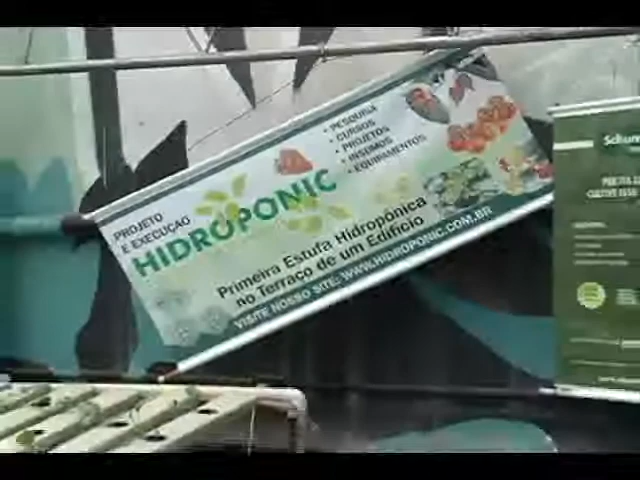 PROJETO
E EXECUÇÃO
HIDROPONIC
• PESQUISA
• CURSOS
• PROJETOS
• INSUMOS
• EQUIPAMENTOS
Primeira Estufa Hidropônica
no Terraço de um Edifício
VISITE NOSSO SITE: WWW.HIDROPONIC.COM.BR